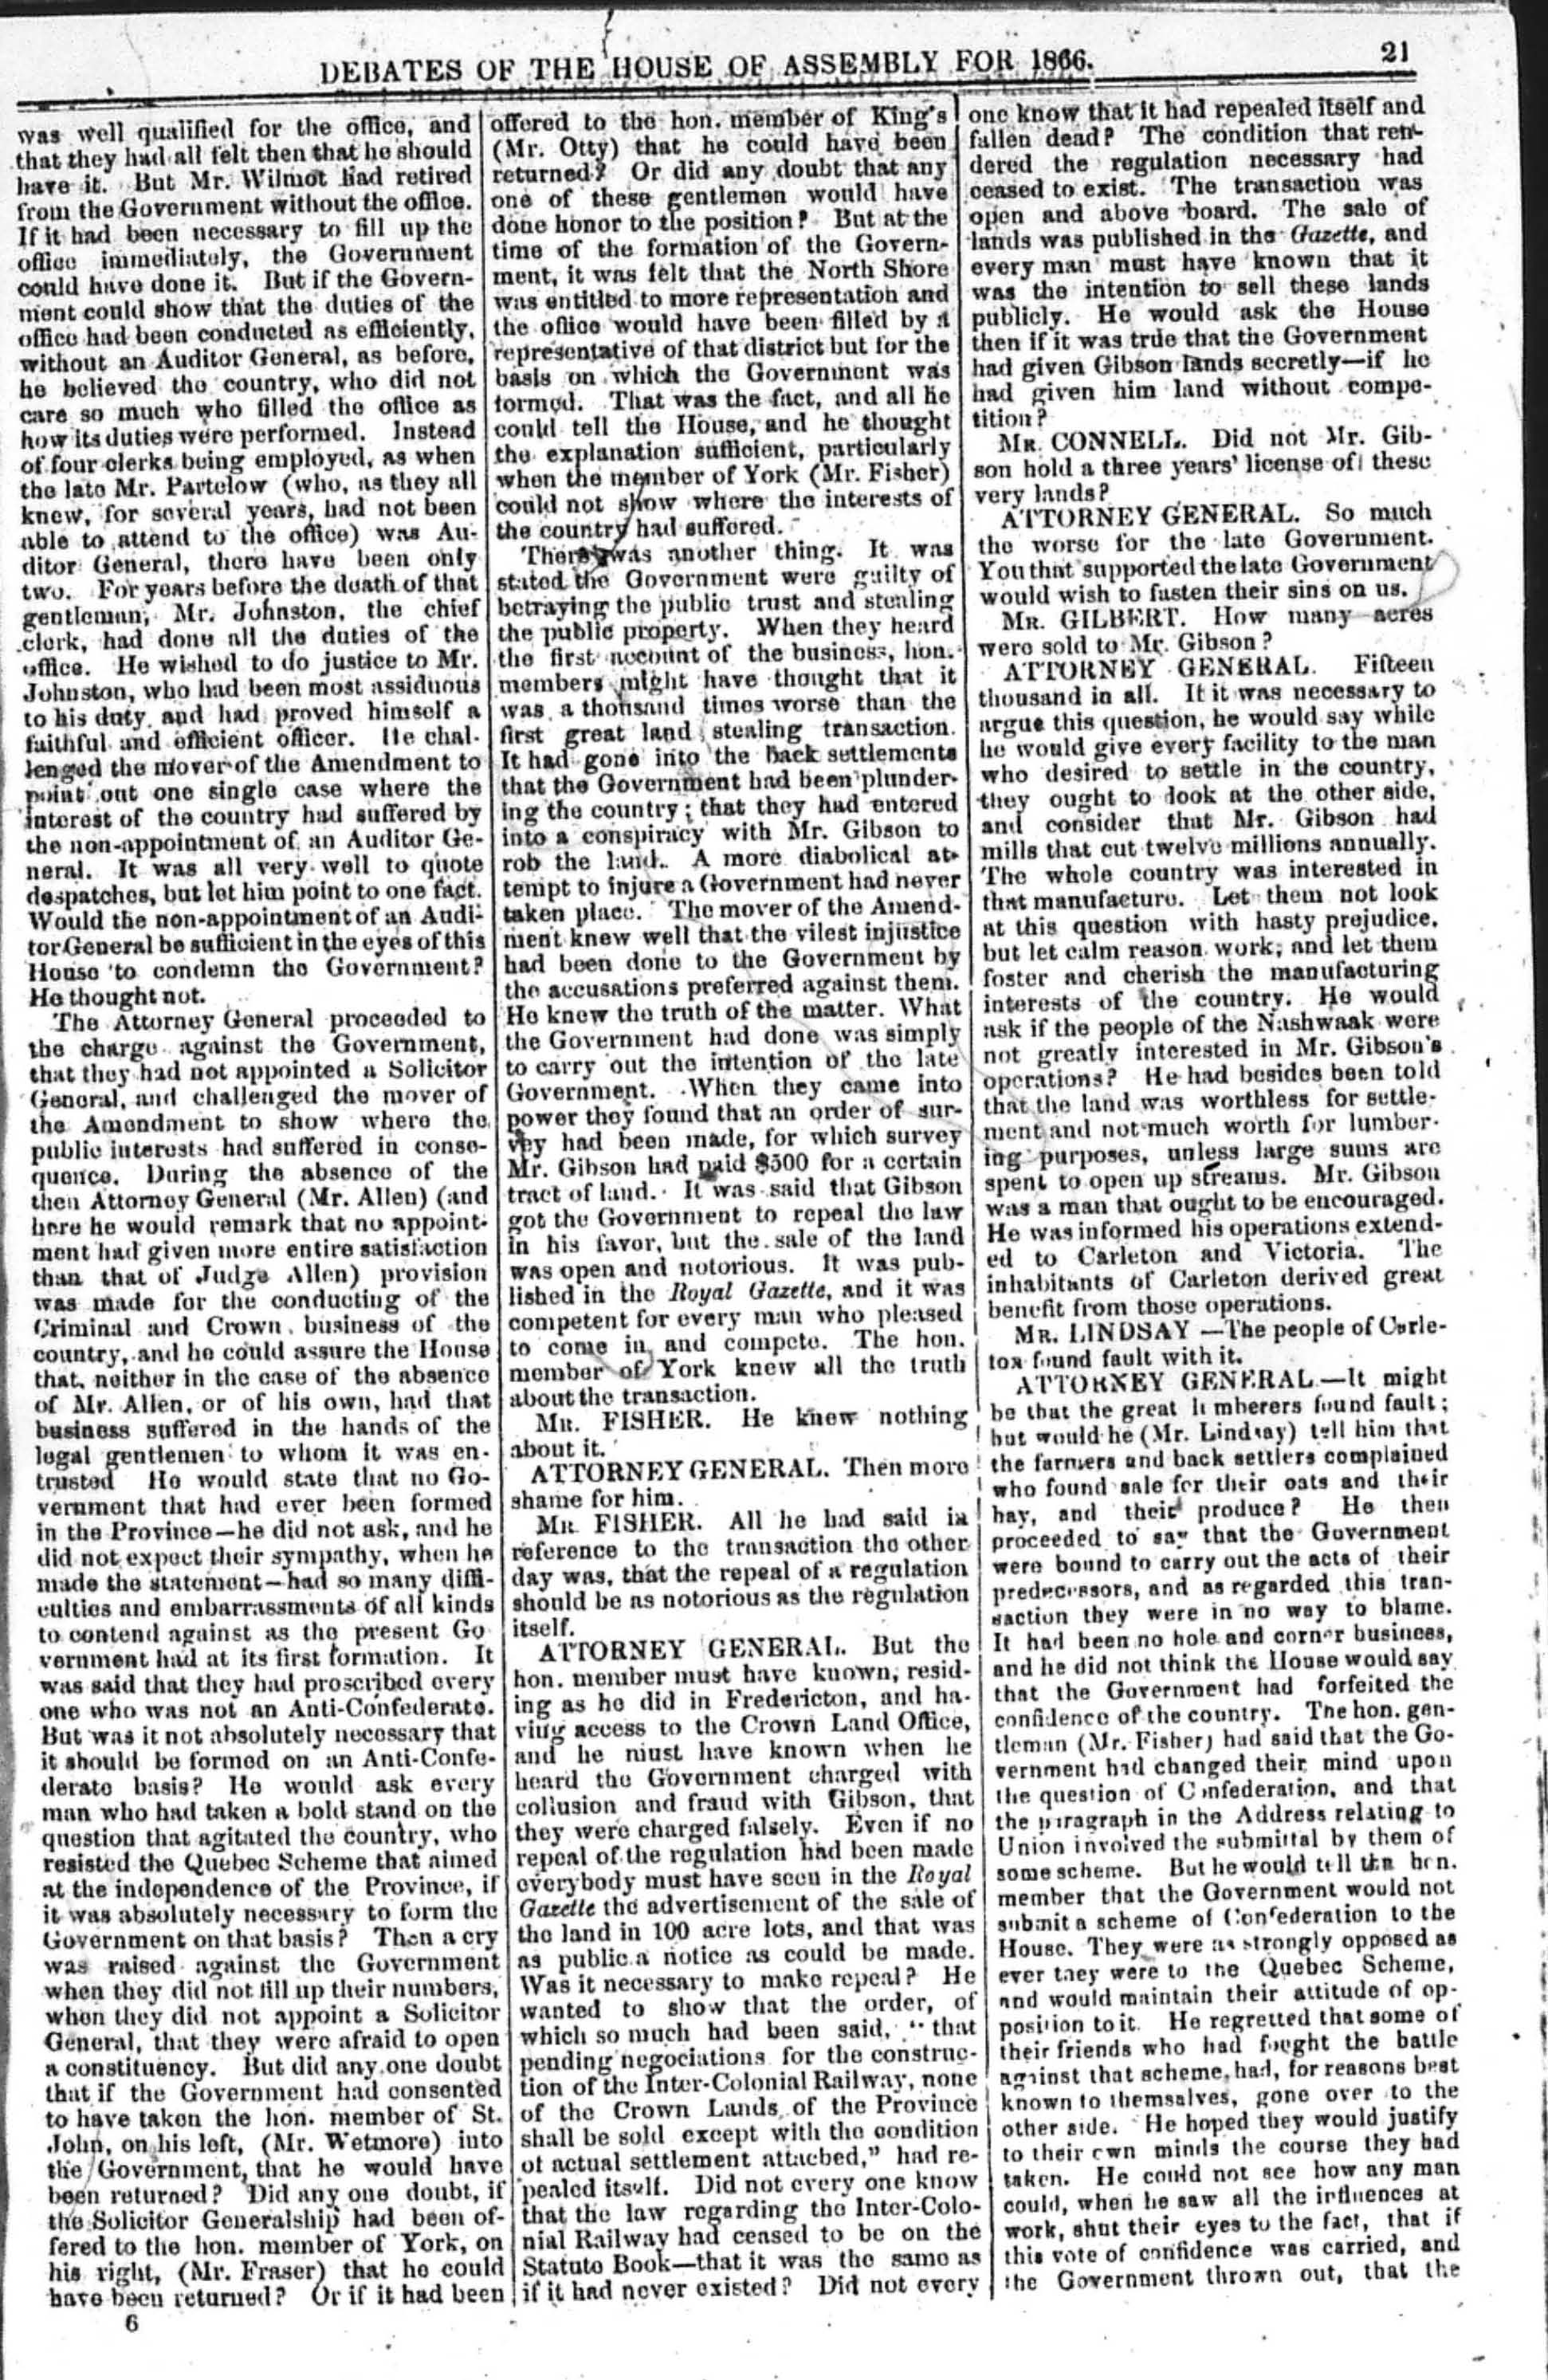 DEBATES OF THE HOUSE OF ASSEMBLY FOR 1866.
21
was well qualified for the office, and
that they had all felt then that he should
have it. But Mr. Wilmot had retired
from the Government without the office.
If it had been necessary to fill up the
office immediately, the Government
could have done it. But if the Govern-
ment could show that the duties of the
office had been conducted as efficiently,
without an Auditor General, as before,
he believed the country, who did not
care so much who filled the office as
how its duties were performed. Instead
of four clerks being employed, as when
the late Mr. Partelow (who, as they all
knew, for several years, had not been
able to attend to the office) was Au-
ditor General, there have been only
two. For years before the death of that
gentleman, Mr. Johnston, the chief
clerk, had done all the duties of the
office. He wished to do justice to Mr.
Johnston, who had been most assiduous
to his duty and had proved himself a
faithful and efficient officer. He chal-
lenged the mover of the Amendment to
point out one single case where the
interest of the country had suffered by
the non-appointment of an Auditor Ge-
neral. It was all very well to quote
despatches, but let him point to one fact.
Would the non-appointment of an Audi-
tor General be sufficient in the eyes of this
House to condemn the Government?
He thought not.
The Attorney General proceeded to
the charge against the Government,
that they had not appointed a Solicitor
General, and challenged the mover of
the Amendment to show where the
public interests had suffered in conse-
quence. During the absence of the
then Attorney General (Mr. Allen) (and
here he would remark that no appoint-
ment had given more entire satisfaction
than that of Judge Allen) provision
was made for the conducting of the
Criminal and Crown business of the
country, and he could assure the House
that, neither in the case of the absence
of Mr. Allen, or of his own, had that
business suffered in the hands of the
legal gentlemen to whom it was en-
trusted He would state that no Go-
vernment that had ever been formed
in the Province—he did not ask, and he
did not expect their sympathy, when he
made the statement—had so many diffi-
culties and embarrassments of all kinds
to contend against as the present Go
vernment had at its first formation. It
was said that they had proscribed every
one who was not an Anti-Confederate.
But was it not absolutely necessary that
it should be formed on an Anti-Confe-
derate basis? He would ask every
man who had taken a bold stand on the
question that agitated the country, who
resisted the Quebec Scheme that aimed
at the independence of the Province, if
it was absolutely necessary to form the
Government on that basis? Then a cry
was raised against the Government
when they did not fill up their numbers,
when they did not appoint a Solicitor
General, that they were afraid to open
a constituency. But did any one doubt
that if the Government had consented
to have taken the hon. member of St.
John, on his left, (Mr. Wetmore) into
the Government, that he would have
been returned? Did any one doubt, if
the Solicitor Generalship had been of-
fered to the hon. member of York, on
his right, (Mr. Fraser) that he could
have been returned? Or if it had been
6
offered to the hon. member of King's
(Mr. Otty) that he could have been
returned? Or did any doubt that any
one of these gentlemen would have
done honor to the position? But at the
time of the formation of the Govern-
ment, it was felt that the North Shore
was entitled to more representation and
the office would have been filled by a
representative of that district but for the
basis on which the Government was
formed. That was the fact, and all he
could tell the House, and he thought
the explanation sufficient, particularly
when the member of York (Mr. Fisher)
could not show where the interests of
the country had suffered.
There was another thing. It was
stated the Government were guilty of
betraying the public trust and stealing
the public property. When they heard
the first account of the business, hon.
members might have thought that it
was a thousand times worse than the
first great land stealing transaction.
It had gone into the back settlements
that the Government had been plunder-
ing the country; that they had entered
into a conspiracy with Mr. Gibson to
rob the land. A more diabolical at-
tempt to injure a Government had never
taken place. The mover of the Amend-
ment knew well that the vilest injustice
had been done to the Government by
the accusations preferred against them.
He knew the truth of the matter. What
the Government had done was simply
to carry out the intention of the late
Government. When they came into
power they found that an order of sur-
vey had been made, for which survey
Mr. Gibson had paid $500 for a certain
tract of land. It was said that Gibson
got the Government to repeal the law
in his favor, but the sale of the land
was open and notorious. It was pub-
lished in the Royal Gazette, and it was
competent for every man who pleased
to come in and compete. The hon.
member of York knew all the truth
about the transaction.
MR. FISHER. He knew nothing
about it.
ATTORNEY GENERAL. Then more
shame for him.
MR. FISHER. All he had said in
reference to the transaction the other
day was, that the repeal of a regulation
should be as notorious as the regulation
itself.
ATTORNEY GENERAL. But the
hon. member must have known, resid-
ing as he did in Fredericton, and ha-
ving access to the Crown Land Office,
and he must have known when he
heard the Government charged with
collusion and fraud with Gibson, that
they were charged falsely. Even if no
repeal of the regulation had been made
everybody must have seen in the Royal
Gazette the advertisement of the sale of
the land in 100 acre lots, and that was
as public a notice as could be made.
Was it necessary to make repeal? He
wanted to show that the order, of
which so much had been said, "that
pending negociations for the construc-
tion of the Inter-Colonial Railway, none
of the Crown Lands of the Province
shall be sold except with the condition
of actual settlement attached," had re-
pealed itself. Did not every one know
that the law regarding the Inter-Colo-
nial Railway had ceased to be on the
Statute Book—that it was the same as
if it had never existed? Did not every
one know that it had repealed itself and
fallen dead? The condition that ren-
dered the regulation necessary had
ceased to exist. The transaction was
open and above board. The sale of
lands was published in the Gazette, and
every man must have known that it
was the intention to sell these lands
publicly. He would ask the House
then if it was true that the Government
had given Gibson lands secretly—if he
had given him land without compe-
tition?
MR. CONNELL. Did not Mr. Gib-
son hold a three years' license of these
very lands?
ATTORNEY GENERAL. So much
the worse for the late Government.
You that supported the late Government
would wish to fasten their sins on us.
MR. GILBERT. How many acres
were sold to Mr. Gibson?
ATTORNEY GENERAL. Fifteen
thousand in all. If it was necessary to
argue this question, he would say while
he would give every facility to the man
who desired to settle in the country,
they ought to look at the other side,
and consider that Mr. Gibson had
mills that cut twelve millions annually.
The whole country was interested in
that manufacture. Let them not look
at this question with hasty prejudice,
but let calm reason work, and let them
foster and cherish the manufacturing
interests of the country. He would
ask if the people of the Nashwaak were
not greatly interested in Mr. Gibson's
operations? He had besides been told
that the land was worthless for settle-
ment and not much worth for lumber-
ing purposes, unless large sums are
spent to open up streams. Mr. Gibson
was a man that ought to be encouraged.
He was informed his operations extend-
ed to Carleton and Victoria. The
inhabitants of Carleton derived great
benefit from those operations.
MR. LINDSAY —The people of Carle-
ton found fault with it.
ATTORNEY GENERAL—It might
be that the great lumberers found fault;
but would he (Mr. Lindsay) tell him that
the farmers and back settlers complained
who found sale for their oats and their
hay, and their produce? He then
proceeded to say that the Government
were bound to carry out the acts of their
predecessors, and as regarded this tran-
saction they were in no way to blame.
It had been no hole and corner business,
and he did not think the House would say
that the Government had forfeited the
confidence of the country. The hon. gen-
tleman (Mr. Fisher) had said that the Go-
vernment had changed their mind upon
the question of Confederation, and that
the paragraph in the Address relating to
Union involved the submittal by them of
some scheme. But he would tell the hon.
member that the Government would not
submit a scheme of Confederation to the
House. They were as strongly opposed as
ever they were to the Quebec Scheme,
and would maintain their attitude of op-
position to it. He regretted that some of
their friends who had fought the battle
against that scheme, had, for reasons best
known to themselves, gone over to the
other side. He hoped they would justify
to their own minds the course they had
taken. He could not see how any man
could, when he saw all the influences at
work, shut their eyes to the fact, that if
this vote of confidence was carried, and
the Government thrown out, that the